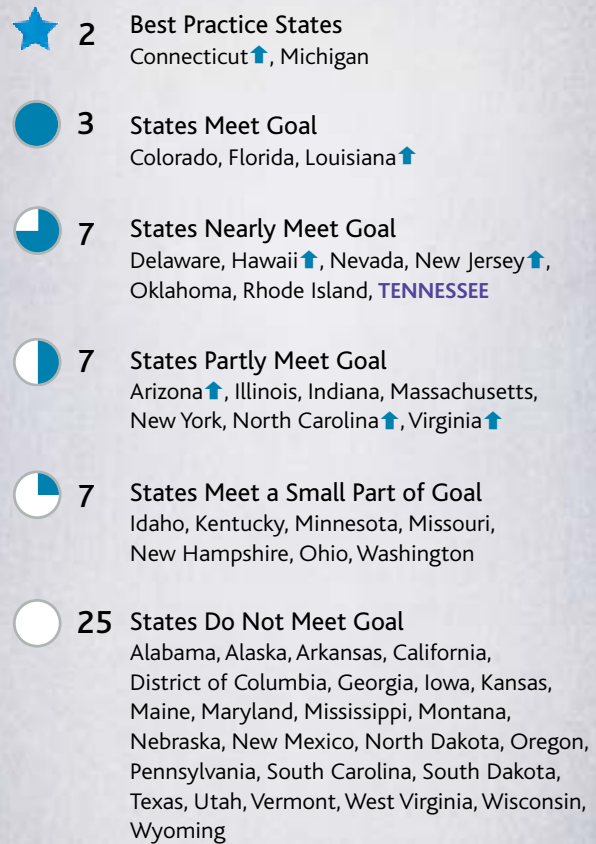 2 Best Practice States
Connecticut⬆, Michigan
3 States Meet Goal
Colorado, Florida, Louisiana⬆
7 States Nearly Meet Goal
Delaware, Hawaii⬆, Nevada, New Jersey⬆,
Oklahoma, Rhode Island, TENNESSEE
7 States Partly Meet Goal
Arizona⬆, Illinois, Indiana, Massachusetts,
New York, North Carolina⬆, Virginia⬆
7 States Meet a Small Part of Goal
Idaho, Kentucky, Minnesota, Missouri,
New Hampshire, Ohio, Washington
25 States Do Not Meet Goal
Alabama, Alaska, Arkansas, California,
District of Columbia, Georgia, Iowa, Kansas,
Maine, Maryland, Mississippi, Montana,
Nebraska, New Mexico, North Dakota, Oregon,
Pennsylvania, South Carolina, South Dakota,
Texas, Utah, Vermont, West Virginia, Wisconsin,
Wyoming